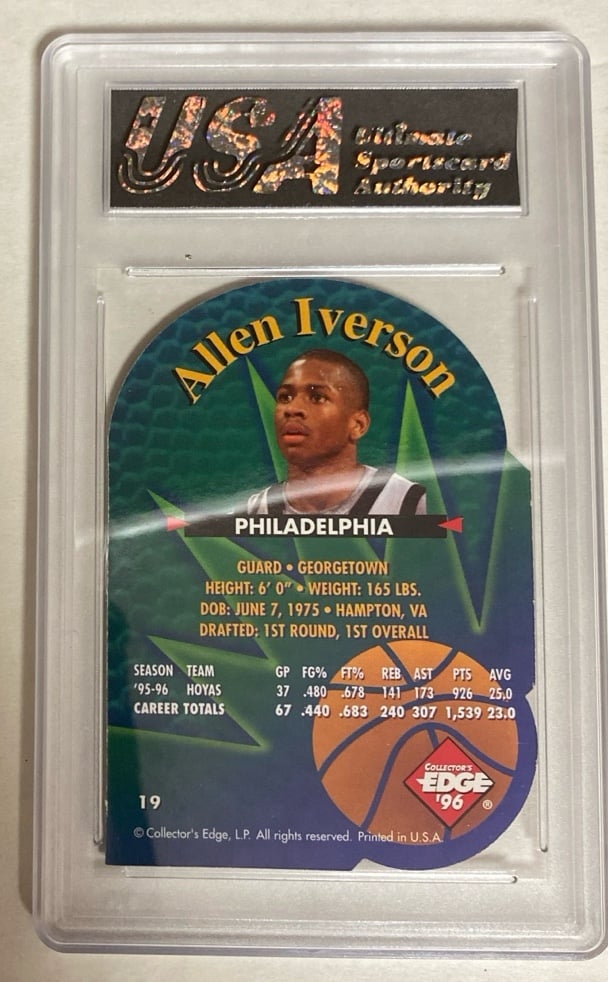 USA Ultimate
Sportscard
Authority
Allen Iverson
PHILADELPHIA
GUARD • GEORGETOWN
HEIGHT: 6' 0" • WEIGHT: 165 LBS.
DOB: JUNE 7, 1975 • HAMPTON, VA
DRAFTED: 1ST ROUND, 1ST OVERALL
SEASON TEAM GP FG% FT% REB AST PTS AVG
'95-96 HOYAS 37 .480 .678 141 173 926 25.0
CAREER TOTALS 67 .440 .683 240 307 1,539 23.0
COLLECTOR'S
EDGE
'96 ®
19
© Collector's Edge, L.P. All rights reserved. Printed in U.S.A.